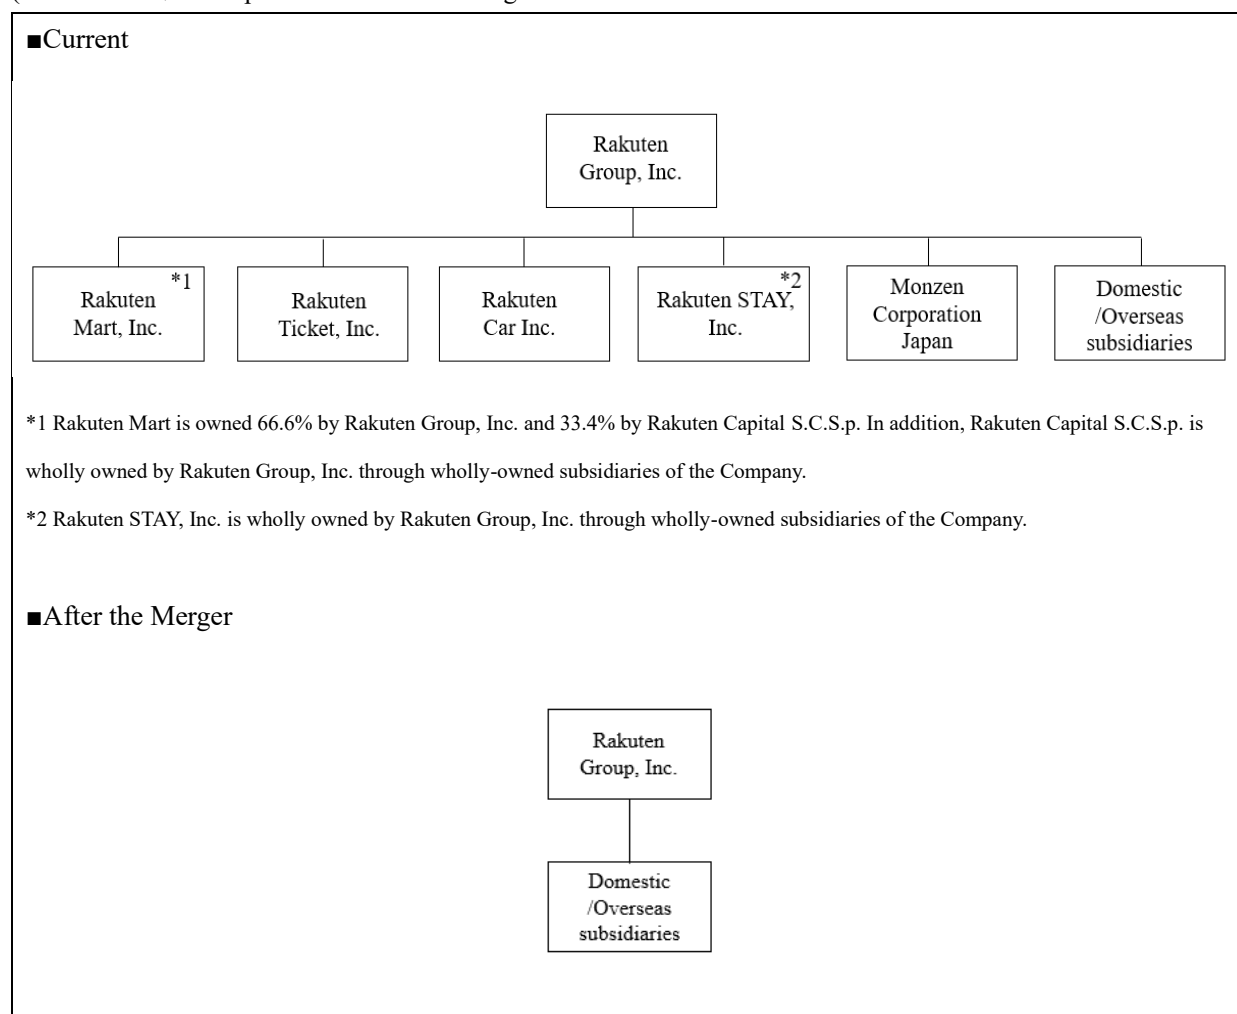 ■Current
Rakuten
Group, Inc.
*1
Rakuten
Mart, Inc.
Rakuten
Ticket, Inc.
Rakuten
Car Inc.
*2
Rakuten STAY,
Inc.
Monzen
Corporation
Japan
Domestic
/Overseas
subsidiaries
*1 Rakuten Mart is owned 66.6% by Rakuten Group, Inc. and 33.4% by Rakuten Capital S.C.S.p. In addition, Rakuten Capital S.C.S.p. is
wholly owned by Rakuten Group, Inc. through wholly-owned subsidiaries of the Company.
*2 Rakuten STAY, Inc. is wholly owned by Rakuten Group, Inc. through wholly-owned subsidiaries of the Company.
■After the Merger
Rakuten
Group, Inc.
Domestic
/Overseas
subsidiaries